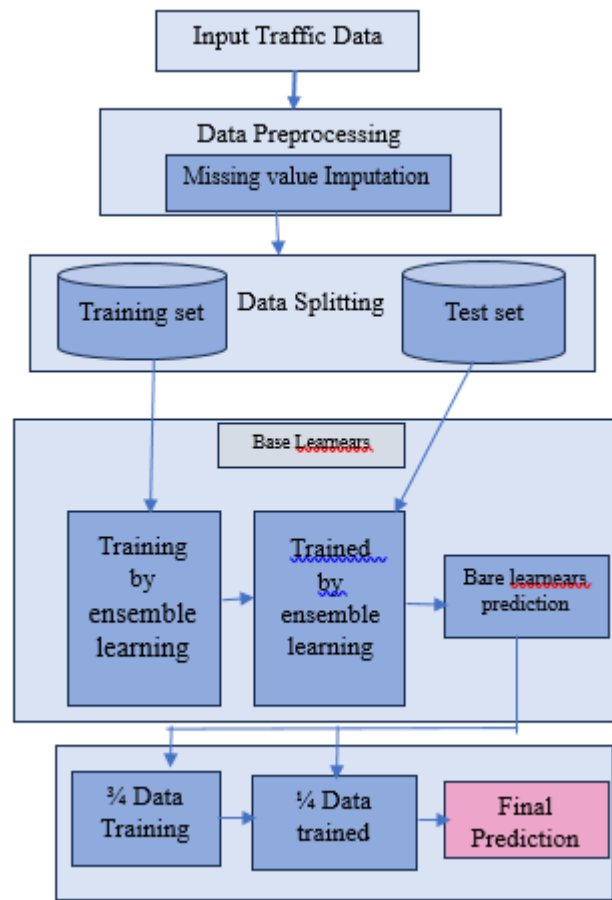 Input Traffic Data
Data Preprocessing
Missing value Imputation
Training set
Data Splitting
Test set
Base Learnears
Training
by
ensemble
learning
Trained
by
ensemble
learning
Bare learnears
prediction
¾ Data
Training
¼ Data
trained
Final
Prediction